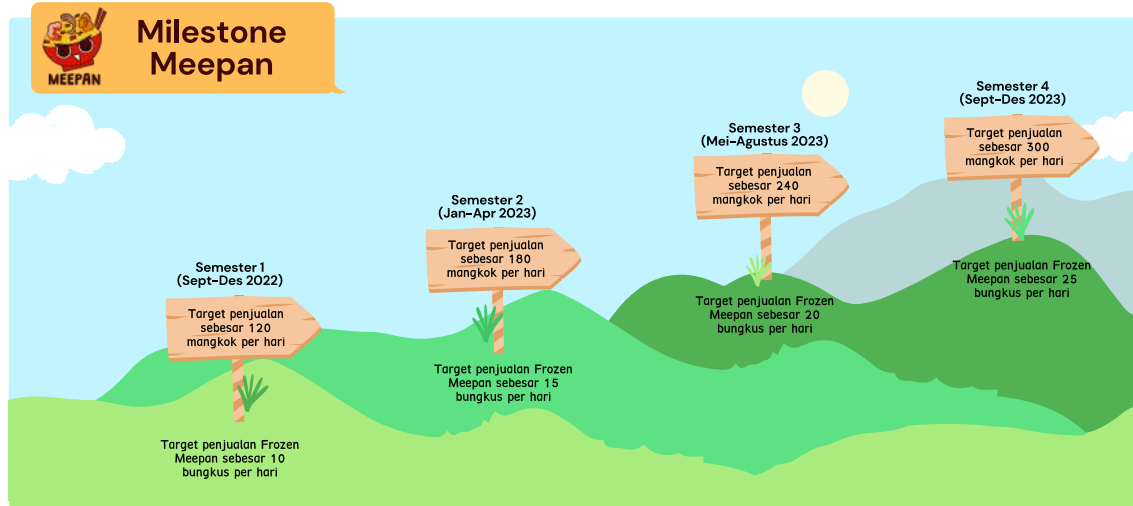 MEEPAN
Milestone
Meepan
Semester 1
(Sept-Des 2022)
Target penjualan
sebesar 120
mangkok per hari
Target penjualan Frozen
Meepan sebesar 10
bungkus per hari
Semester 2
(Jan-Apr 2023)
Target penjualan
sebesar 180
mangkok per hari
Target penjualan Frozen
Meepan sebesar 15
bungkus per hari
Semester 3
(Mei-Agustus 2023)
Target penjualan
sebesar 240
mangkok per hari
Target penjualan Frozen
Meepan sebesar 20
bungkus per hari
Semester 4
(Sept-Des 2023)
Target penjualan
sebesar 300
mangkok per hari
Target penjualan Frozen
Meepan sebesar 25
bungkus per hari